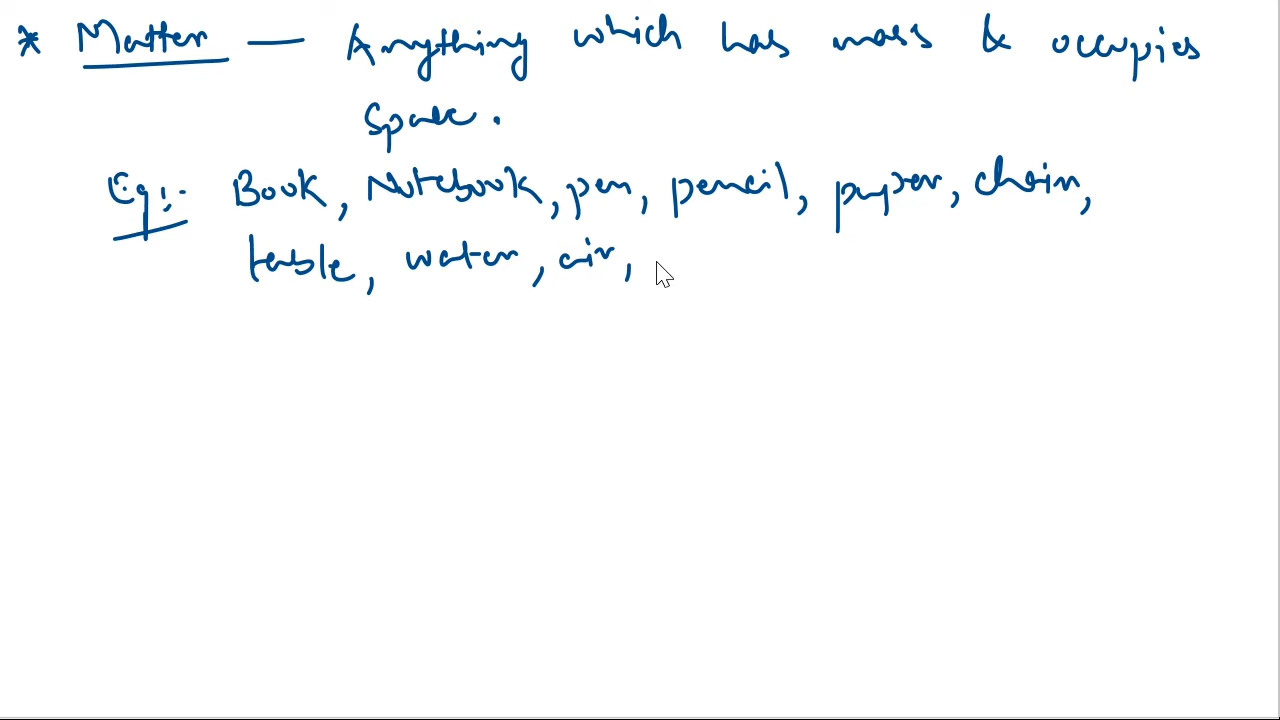 * Matter — Anything which has mass & occupies
space.
Eg:- Book, Notebook, pen, pencil, paper, chair,
table, water, air,